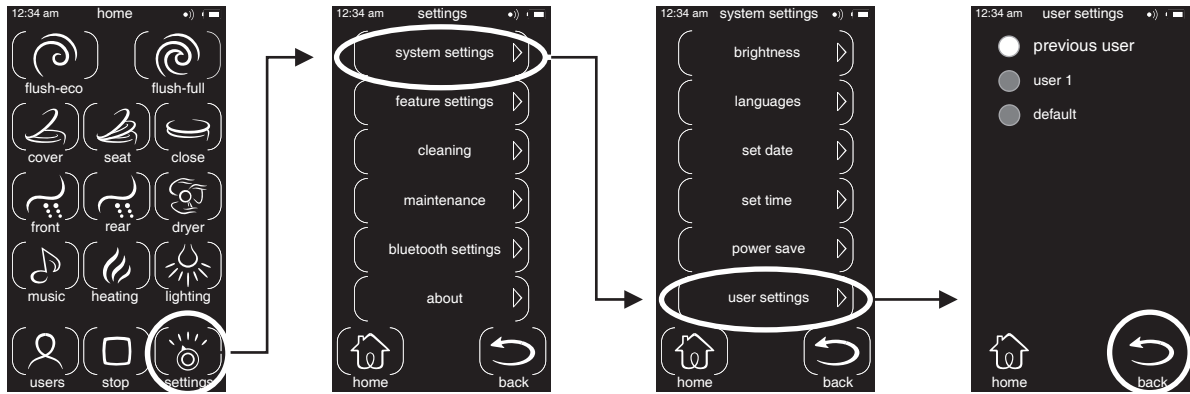 12:34 am home
flush-eco flush-full
cover seat close
front rear dryer
music heating lighting
users stop settings
12:34 am settings
system settings
feature settings
cleaning
maintenance
bluetooth settings
about
home back
12:34 am system settings
brightness
languages
set date
set time
power save
user settings
home back
12:34 am user settings
previous user
user 1
default
home back